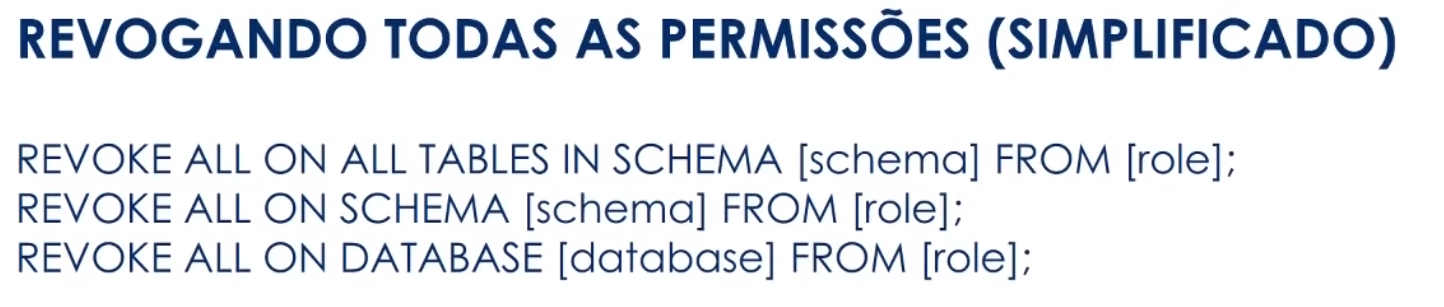 REVOGANDO TODAS AS PERMISSÕES (SIMPLIFICADO)
REVOKE ALL ON ALL TABLES IN SCHEMA [schema] FROM [role];
REVOKE ALL ON SCHEMA [schema] FROM [role];
REVOKE ALL ON DATABASE [database] FROM [role];